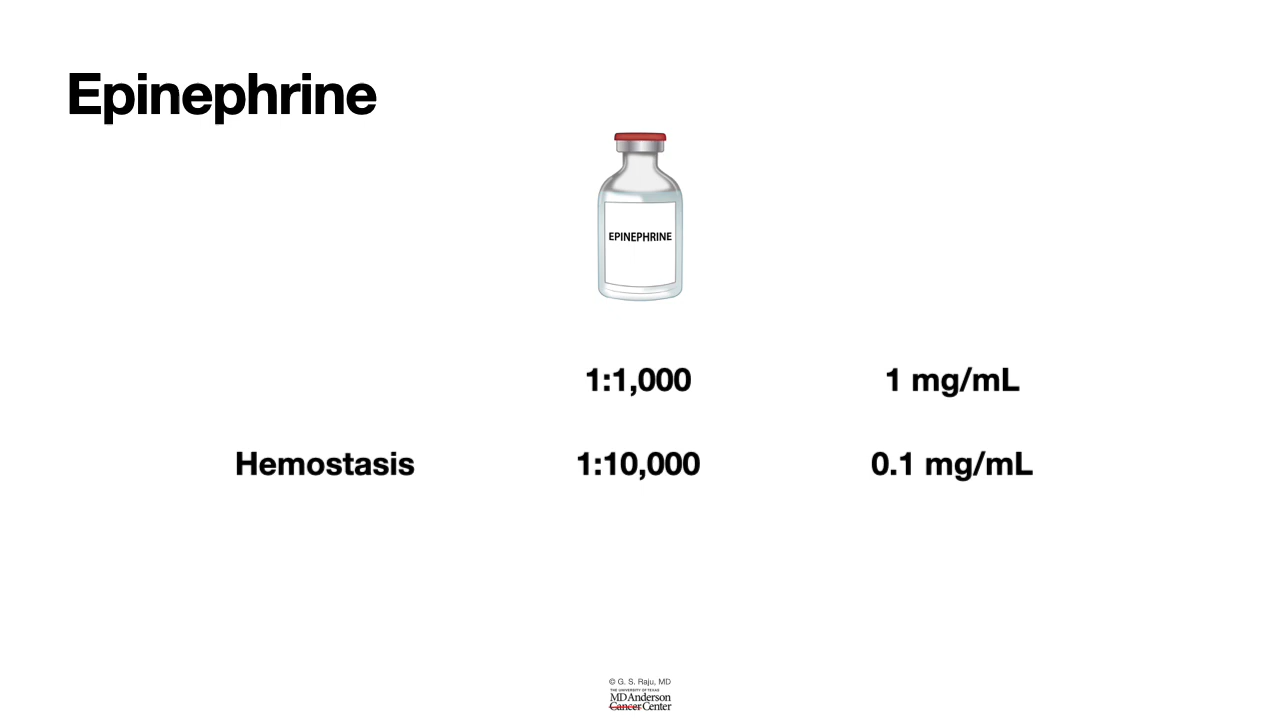 Epinephrine
EPINEPHRINE
1:1,000 1 mg/mL
Hemostasis 1:10,000 0.1 mg/mL
© G. S. Raju, MD
THE UNIVERSITY OF TEXAS
MD Anderson
Cancer Center